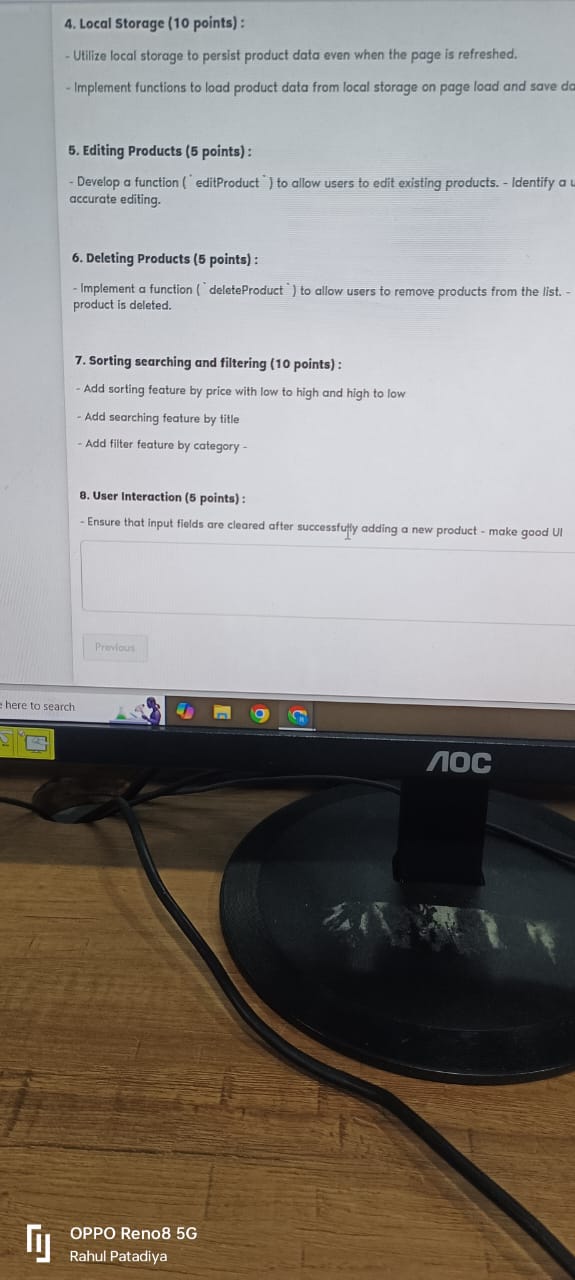 4. Local Storage (10 points) :
- Utilize local storage to persist product data even when the page is refreshed.
- Implement functions to load product data from local storage on page load and save da
5. Editing Products (5 points) :
- Develop a function (`editProduct`) to allow users to edit existing products. - Identify a u
accurate editing.
6. Deleting Products (5 points) :
- Implement a function (`deleteProduct`) to allow users to remove products from the list. -
product is deleted.
7. Sorting searching and filtering (10 points) :
- Add sorting feature by price with low to high and high to low
- Add searching feature by title
- Add filter feature by category -
8. User Interaction (5 points) :
- Ensure that input fields are cleared after successfully adding a new product - make good UI
Previous
e here to search
AOC
OPPO Reno8 5G
Rahul Patadiya